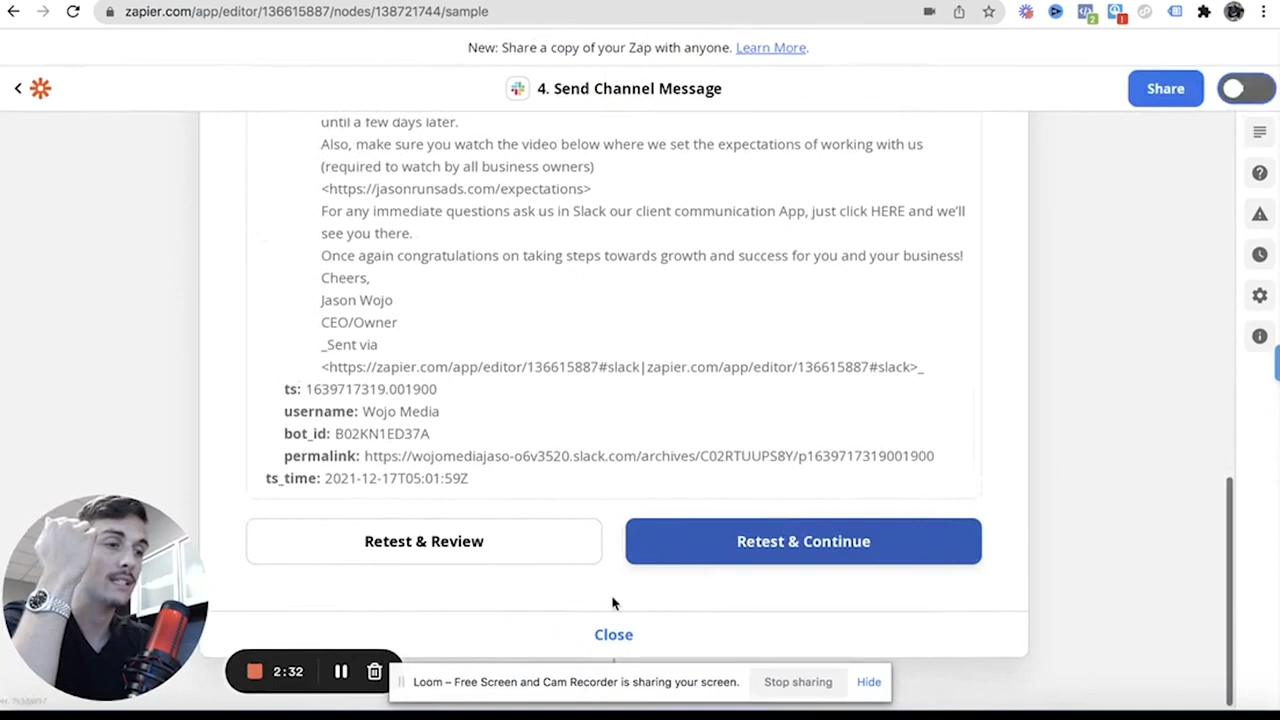 zapier.com/app/editor/136615887/nodes/138721744/sample
2
!
New: Share a copy of your Zap with anyone. Learn More.
4. Send Channel Message
Share
until a few days later.
Also, make sure you watch the video below where we set the expectations of working with us
(required to watch by all business owners)
<https://jasonrunsads.com/expectations>
For any immediate questions ask us in Slack our client communication App, just click HERE and we'll
see you there.
Once again congratulations on taking steps towards growth and success for you and your business!
Cheers,
Jason Wojo
CEO/Owner
_Sent via
<https://zapier.com/app/editor/136615887#slack|zapier.com/app/editor/136615887#slack>_
ts: 1639717319.001900
username: Wojo Media
bot_id: B02KN1ED37A
permalink: https://wojomediajaso-o6v3520.slack.com/archives/C02RTUUPS8Y/p1639717319001900
ts_time: 2021-12-17T05:01:59Z
Retest & Review
Retest & Continue
Close
2:32
Loom – Free Screen and Cam Recorder is sharing your screen.
Stop sharing
Hide